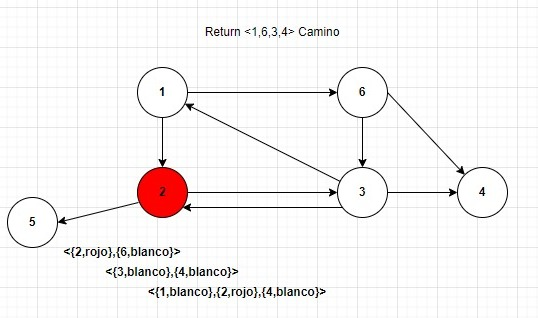 Return <1,6,3,4> Camino
1
6
2
3
4
5
<{2,rojo},{6,blanco}>
<{3,blanco},{4,blanco}>
<{1,blanco},{2,rojo},{4,blanco}>